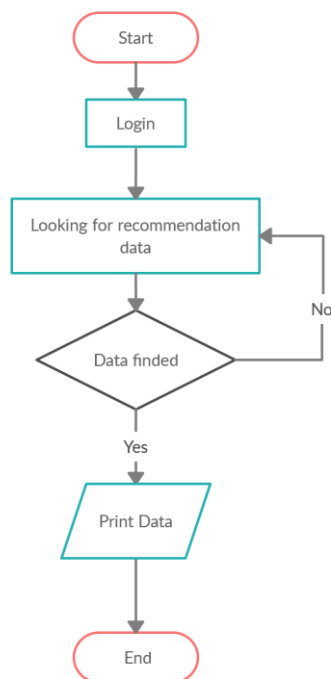 Start
Login
Looking for recommendation
data
No
Data finded
Yes
Print Data
End